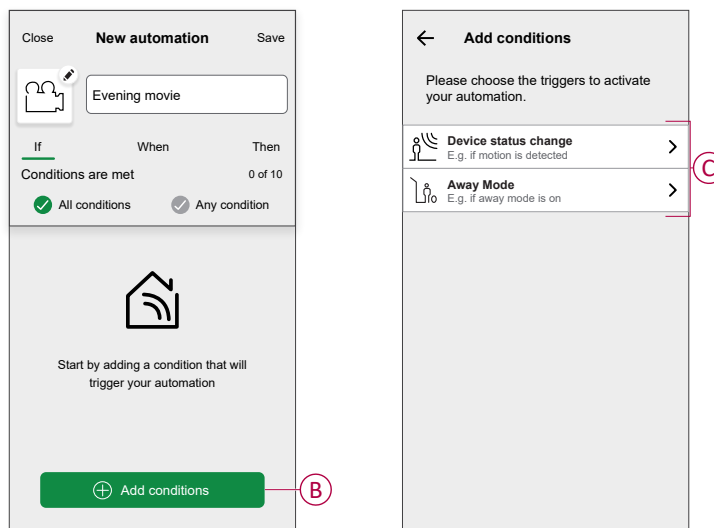 Close New automation Save
Evening movie
If When Then
Conditions are met 0 of 10
All conditions Any condition
Start by adding a condition that will
trigger your automation
Add conditions
B
Add conditions
Please choose the triggers to activate
your automation.
Device status change
E.g. if motion is detected
Away Mode
E.g. if away mode is on
C